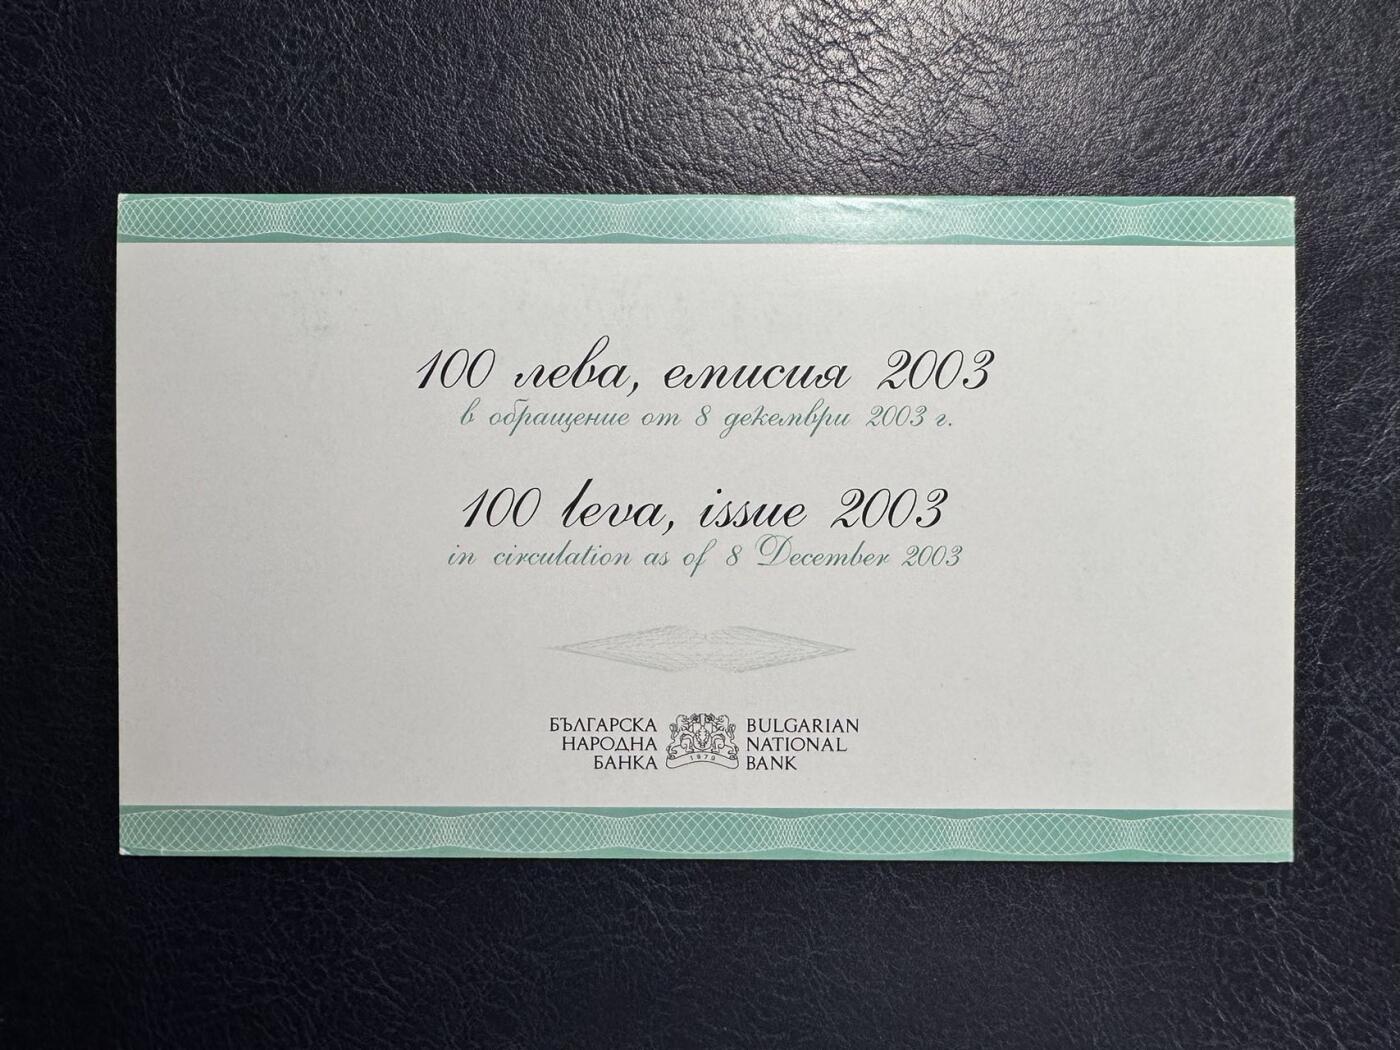 100 лева, емисия 2003
в обращение от 8 декември 2003 г.
100 leva, issue 2003
in circulation as of 8 December 2003
БЪЛГАРСКА
НАРОДНА
БАНКА
1879
BULGARIAN
NATIONAL
BANK